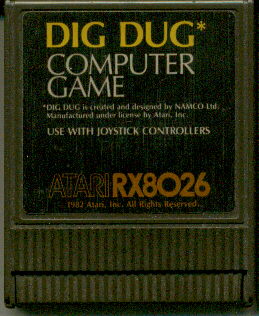 DIG DUG*
COMPUTER
GAME
*DIG DUG is created and designed by NAMCO Ltd.
Manufactured under license by Atari, Inc.
USE WITH JOYSTICK CONTROLLERS
ATARI RX8026
1982 Atari, Inc. All Rights Reserved.